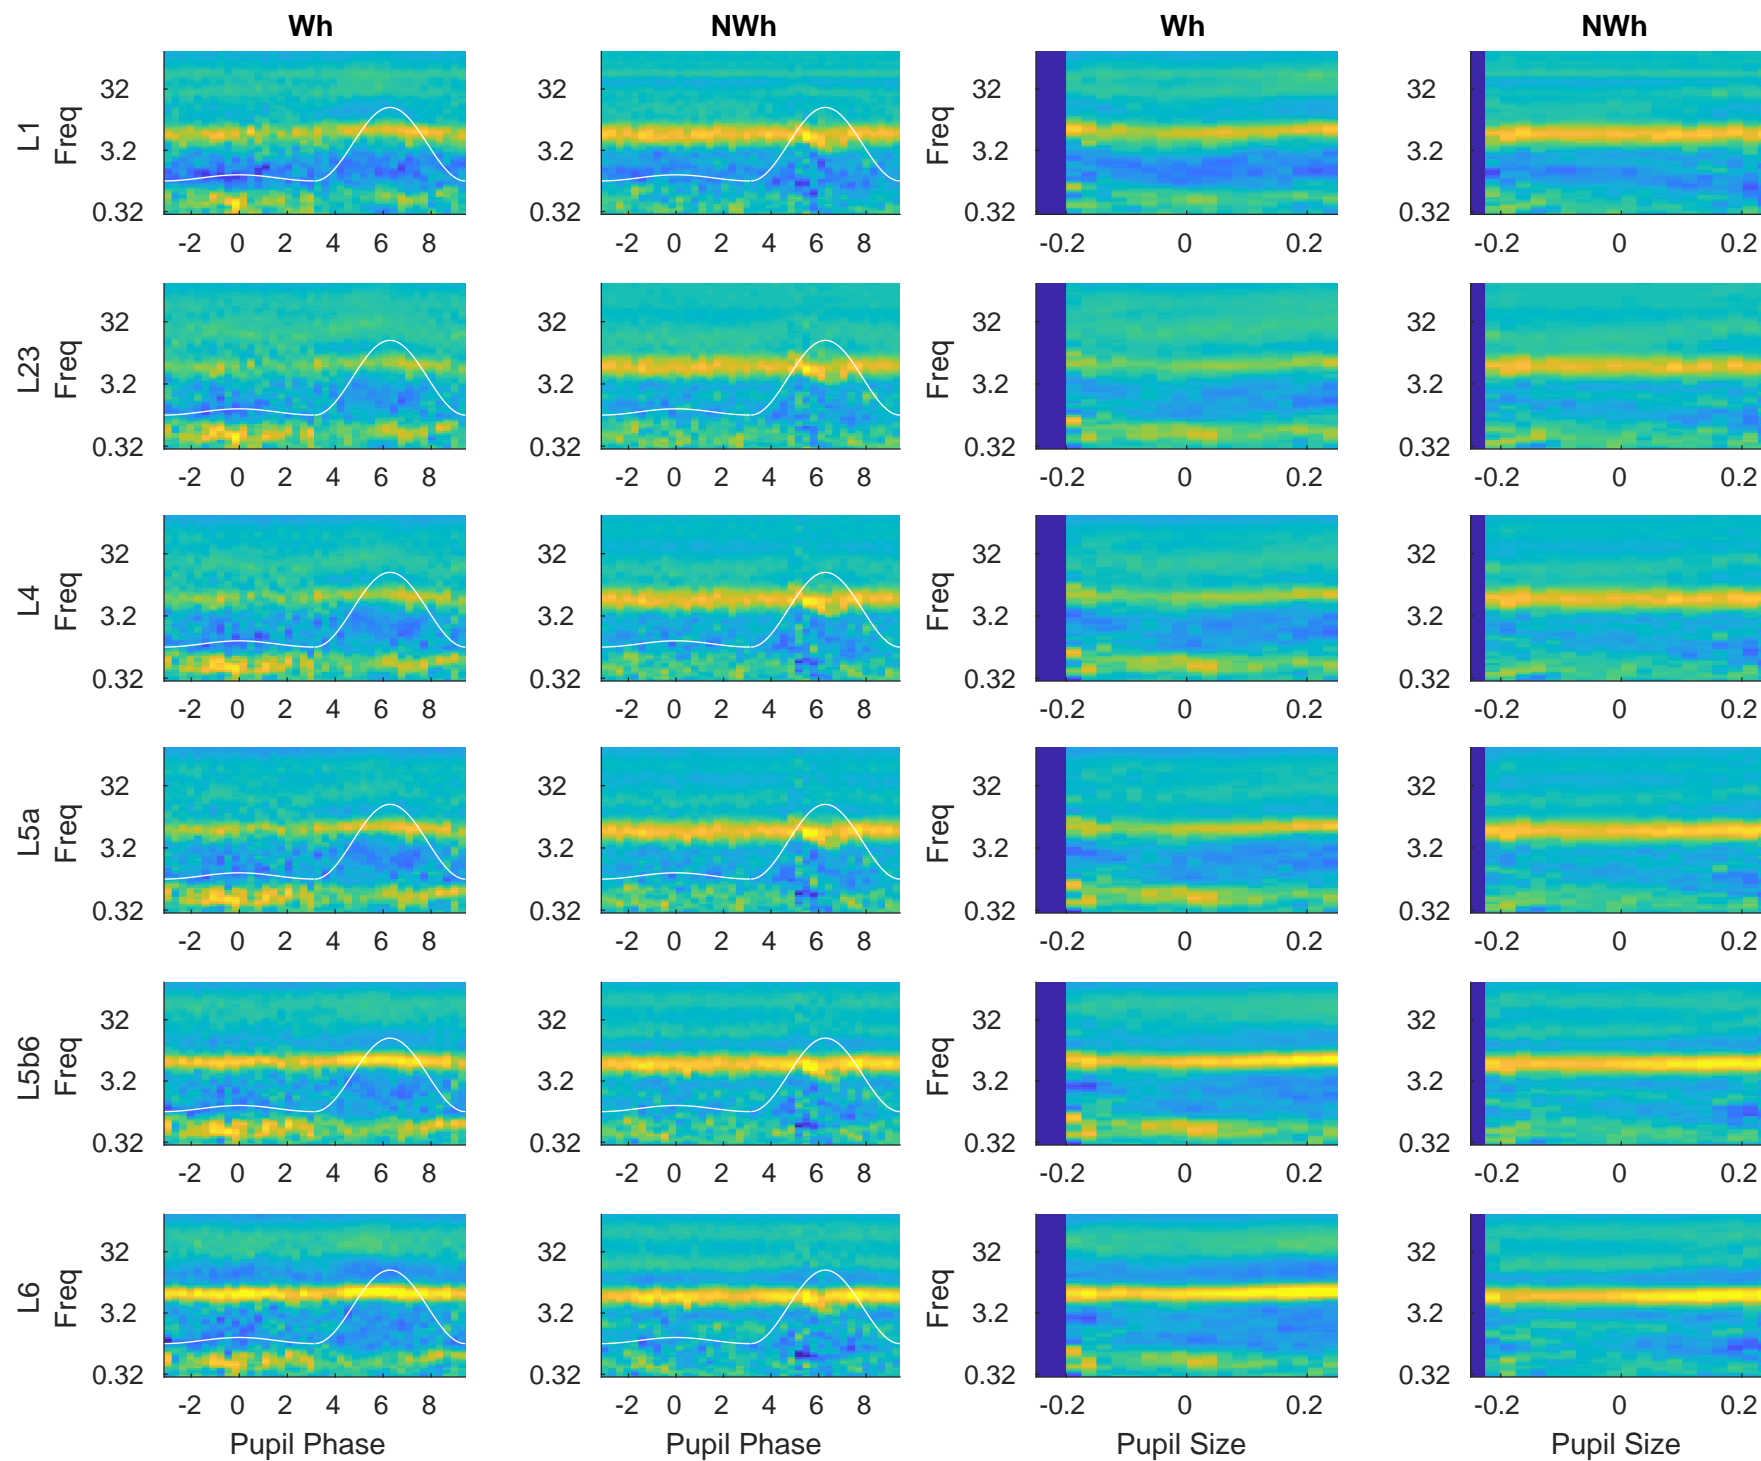 Wh NWh Wh NWh
L1 Freq 32 3.2 0.32 32 3.2 0.32 Freq 32 3.2 0.32 32 3.2 0.32
-2 0 2 4 6 8 -2 0 2 4 6 8 -0.2 0 0.2 -0.2 0 0.2
L23 Freq 32 3.2 0.32 32 3.2 0.32 Freq 32 3.2 0.32 32 3.2 0.32
-2 0 2 4 6 8 -2 0 2 4 6 8 -0.2 0 0.2 -0.2 0 0.2
L4 Freq 32 3.2 0.32 32 3.2 0.32 Freq 32 3.2 0.32 32 3.2 0.32
-2 0 2 4 6 8 -2 0 2 4 6 8 -0.2 0 0.2 -0.2 0 0.2
L5a Freq 32 3.2 0.32 32 3.2 0.32 Freq 32 3.2 0.32 32 3.2 0.32
-2 0 2 4 6 8 -2 0 2 4 6 8 -0.2 0 0.2 -0.2 0 0.2
L5b6 Freq 32 3.2 0.32 32 3.2 0.32 Freq 32 3.2 0.32 32 3.2 0.32
-2 0 2 4 6 8 -2 0 2 4 6 8 -0.2 0 0.2 -0.2 0 0.2
L6 Freq 32 3.2 0.32 32 3.2 0.32 Freq 32 3.2 0.32 32 3.2 0.32
-2 0 2 4 6 8 -2 0 2 4 6 8 -0.2 0 0.2 -0.2 0 0.2
Pupil Phase Pupil Phase Pupil Size Pupil Size